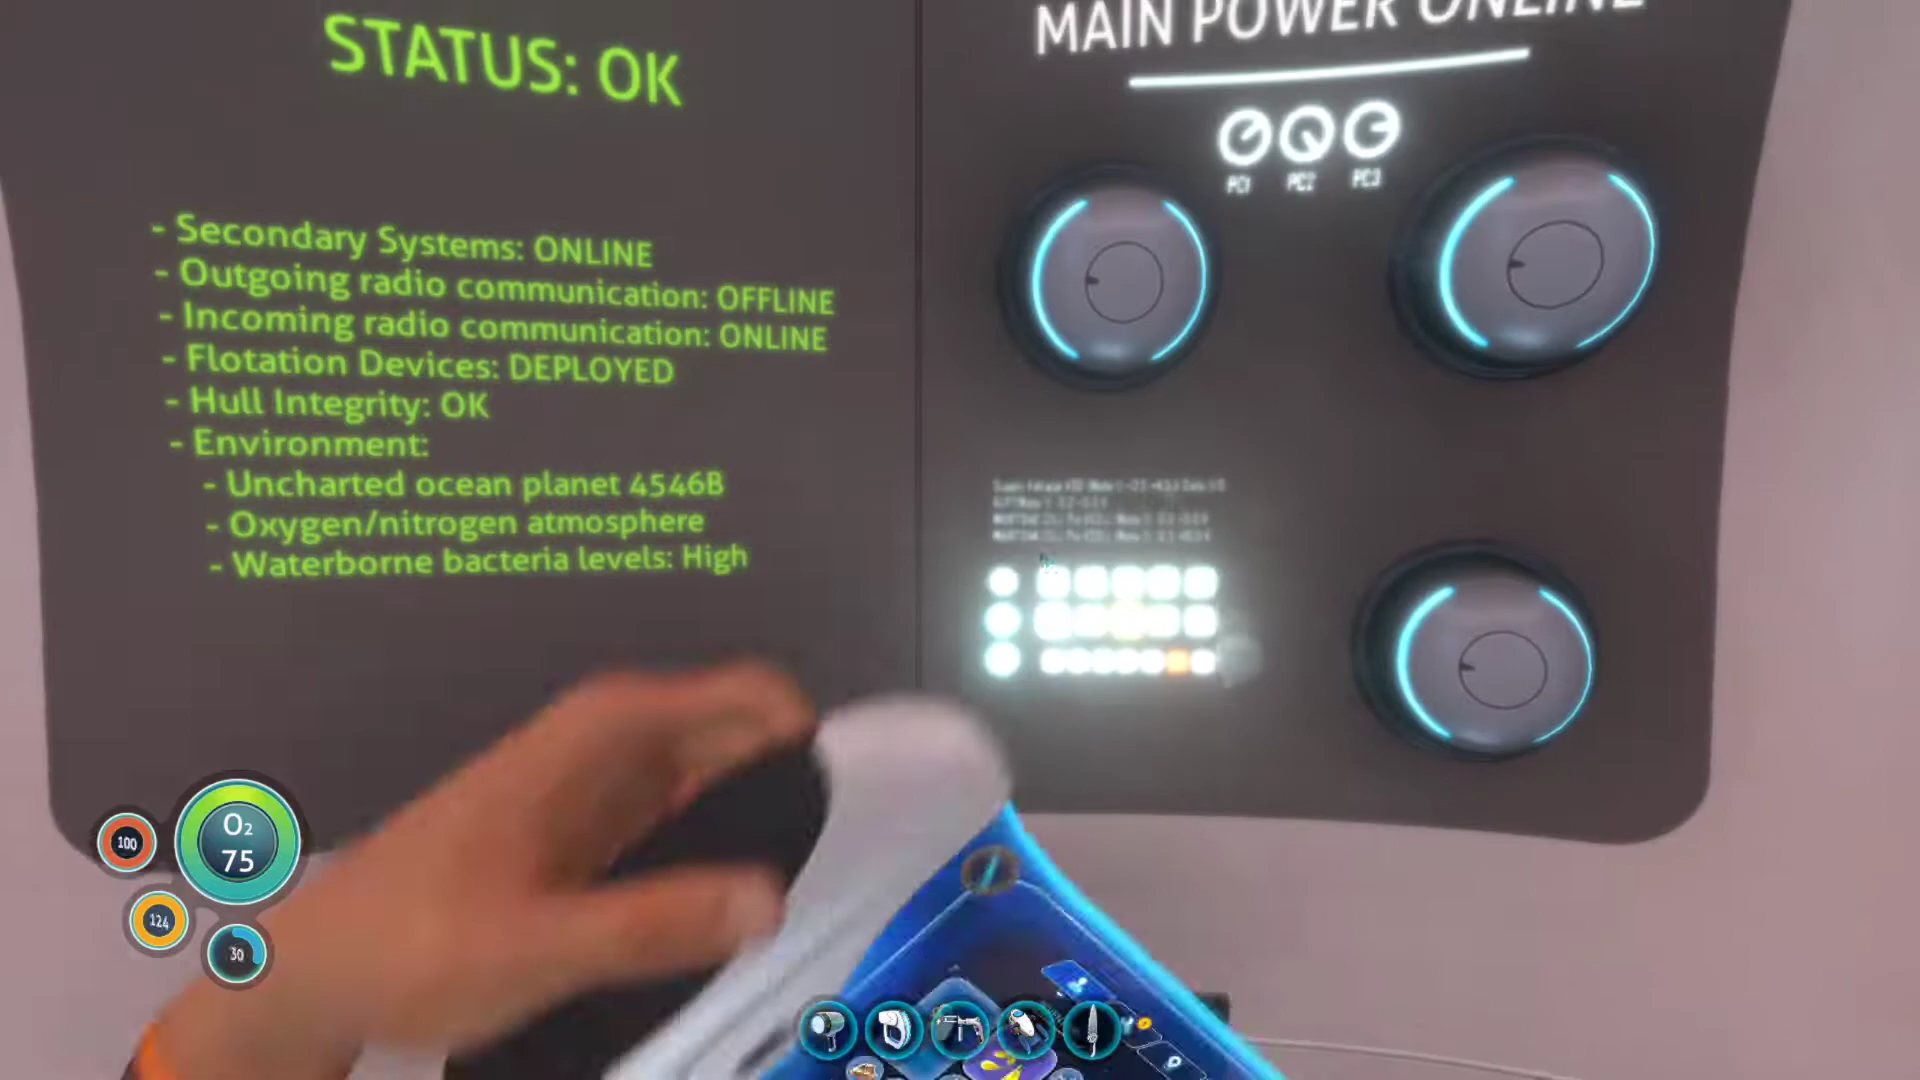 STATUS: OK
- Secondary Systems: ONLINE
- Outgoing radio communication: OFFLINE
- Incoming radio communication: ONLINE
- Flotation Devices: DEPLOYED
- Hull Integrity: OK
- Environment:
- Uncharted ocean planet 4546B
- Oxygen/nitrogen atmosphere
- Waterborne bacteria levels: High
MAIN POWER ONLINE
PC1 PC2 PC3
O2
75
100
124
30